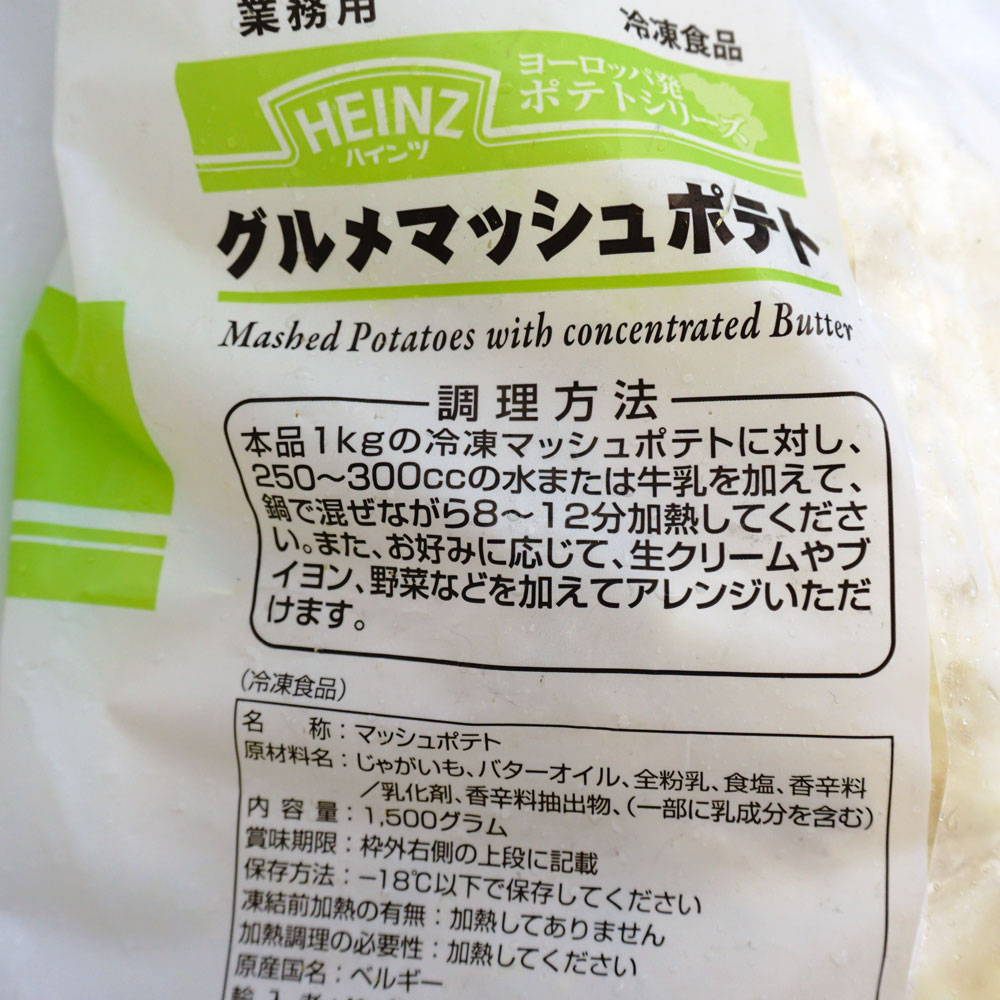 業務用
冷凍食品
HEINZ
ハインツ
ヨーロッパ発
ポテトシリーズ
グルメマッシュポテト
Mashed Potatoes with concentrated Butter
調理方法
本品1kgの冷凍マッシュポテトに対し、
250〜300ccの水または牛乳を加えて、
鍋で混ぜながら8〜12分加熱してくださ
い。また、お好みに応じて、生クリームやブ
イヨン、野菜などを加えてアレンジいただ
けます。
(冷凍食品)
名 称：マッシュポテト
原材料名：じゃがいも、バターオイル、全粉乳、食塩、香辛料
／乳化剤、香辛料抽出物、(一部に乳成分を含む)
内容量：1,500グラム
賞味期限：枠外右側の上段に記載
保存方法：−18℃以下で保存してください
凍結前加熱の有無：加熱してありません
加熱調理の必要性：加熱してください
原産国名：ベルギー